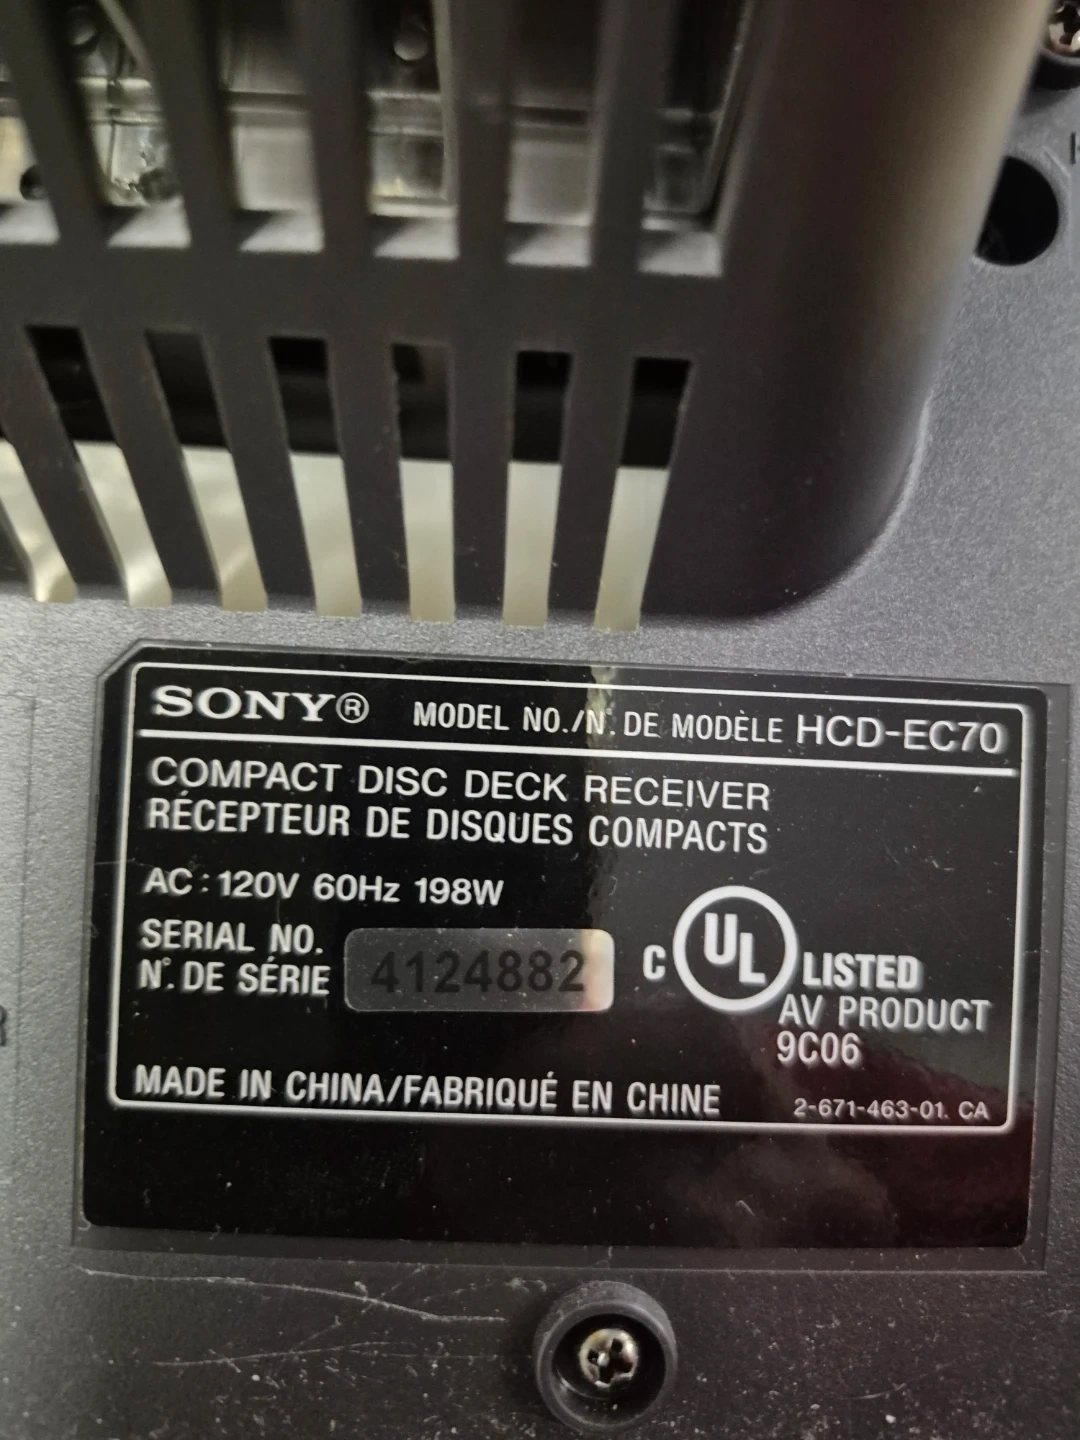 SONY® MODEL NO./N°. DE MODÈLE HCD-EC70
COMPACT DISC DECK RECEIVER
RÉCEPTEUR DE DISQUES COMPACTS
AC : 120V 60Hz 198W
SERIAL NO.
N°. DE SÉRIE 4124882
C UL LISTED
AV PRODUCT
9C06
MADE IN CHINA/FABRIQUÉ EN CHINE
2-671-463-01. CA